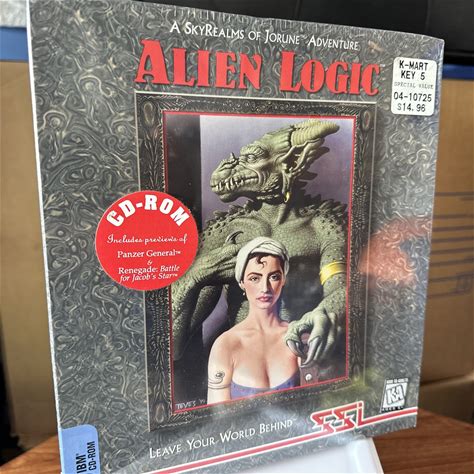 A SKYREALMS OF JORUNE™ ADVENTURE
ALIEN LOGIC
K-MART
KEY 5
SPECIAL VALUE
04-10725
$14.96
CD-ROM
Includes previews of
Panzer General™
&
Renegade: Battle
for Jacob's Star™
LEAVE YOUR WORLD BEHIND
SSI
K-A
IBM
CD-ROM